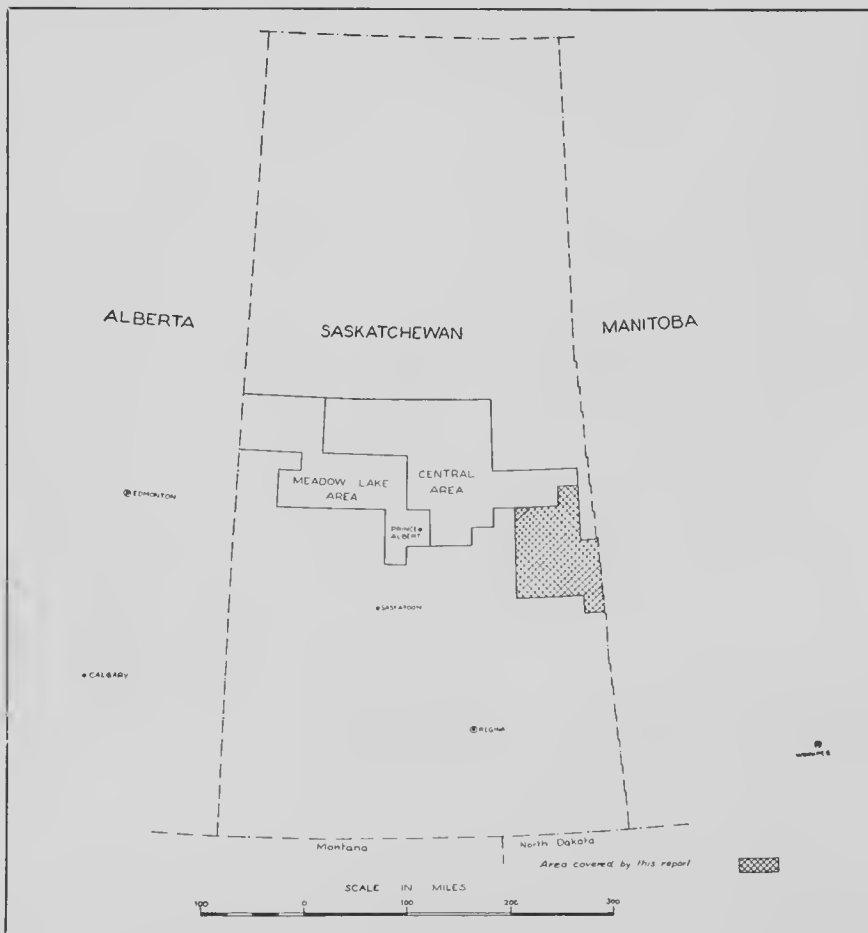 ALBERTA
SASKATCHEWAN
MANITOBA
MEADOW LAKE
AREA
CENTRAL
AREA
EDMONTON
PRINCE
ALBERT
SASKATOON
CALGARY
REGINA
WINNIPEG
Montana
North Dakota
Area covered by this report
SCALE IN MILES
100 0 100 200 300